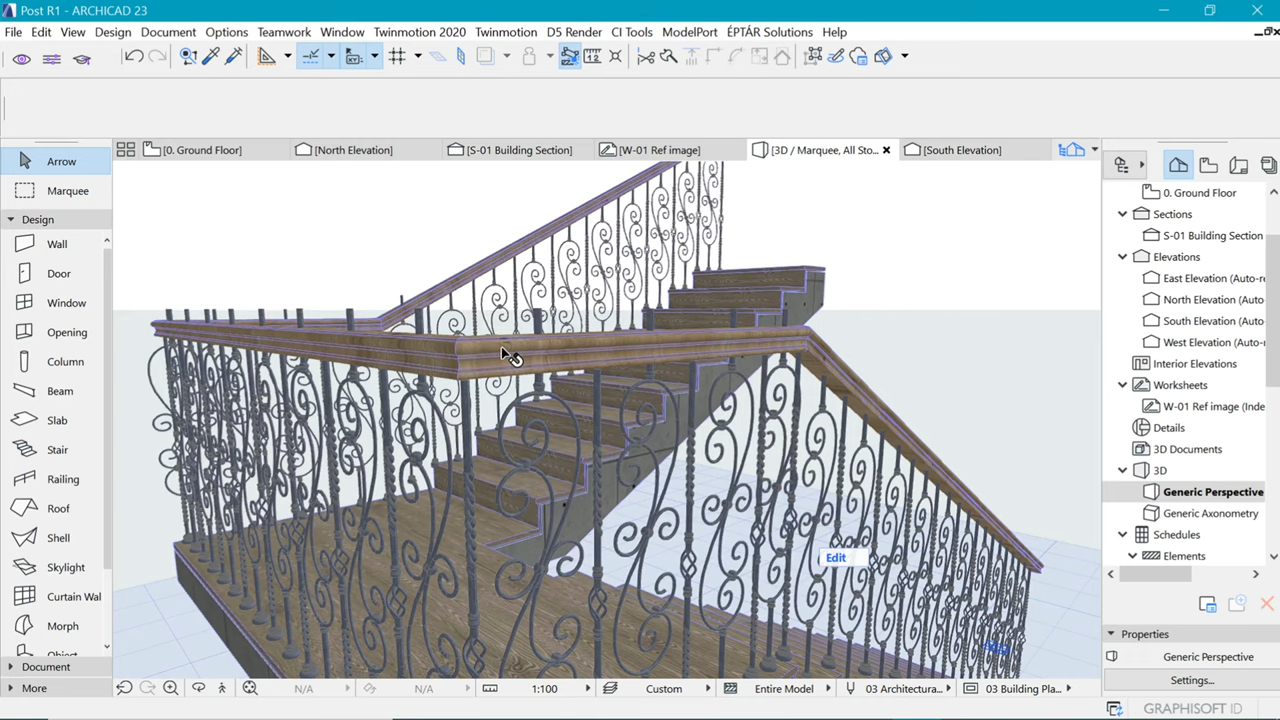 Post R1 - ARCHICAD 23
File Edit View Design Document Options Teamwork Window Twinmotion 2020 Twinmotion D5 Render CI Tools ModelPort ÉPTÁR Solutions Help
[0. Ground Floor] [North Elevation] [S-01 Building Section] [W-01 Ref image] [3D / Marquee, All Sto... [South Elevation]
Arrow
Marquee
Design
Wall
Door
Window
Opening
Column
Beam
Slab
Stair
Railing
Roof
Shell
Skylight
Curtain Wal
Morph
Object
Document
More
Edit
0. Ground Floor
Sections
S-01 Building Section
Elevations
East Elevation (Auto-r
North Elevation (Auto
South Elevation (Auto
West Elevation (Auto-
Interior Elevations
Worksheets
W-01 Ref image (Inde
Details
3D Documents
3D
Generic Perspective
Generic Axonometry
Schedules
Elements
Properties
Generic Perspective
Settings...
N/A N/A 1:100 Custom Entire Model 03 Architectura... 03 Building Pla...
GRAPHISOFT ID